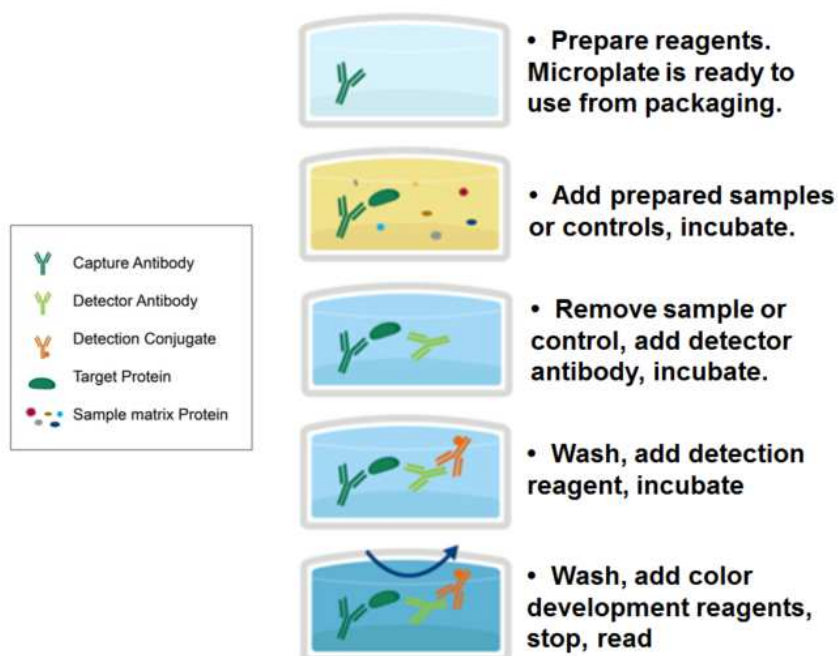 • Prepare reagents.
Microplate is ready to
use from packaging.
• Add prepared samples
or controls, incubate.
Capture Antibody
Detector Antibody
Detection Conjugate
Target Protein
Sample matrix Protein
• Remove sample or
control, add detector
antibody, incubate.
• Wash, add detection
reagent, incubate
• Wash, add color
development reagents,
stop, read